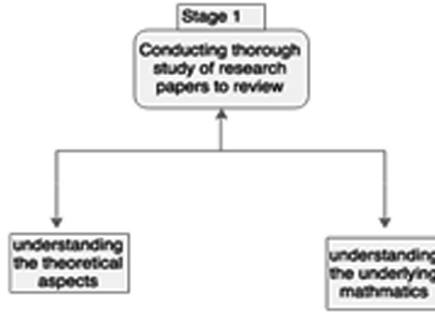 Stage 1
Conducting thorough
study of research
papers to review
understanding
the theoretical
aspects
understanding
the underlying
mathmatics